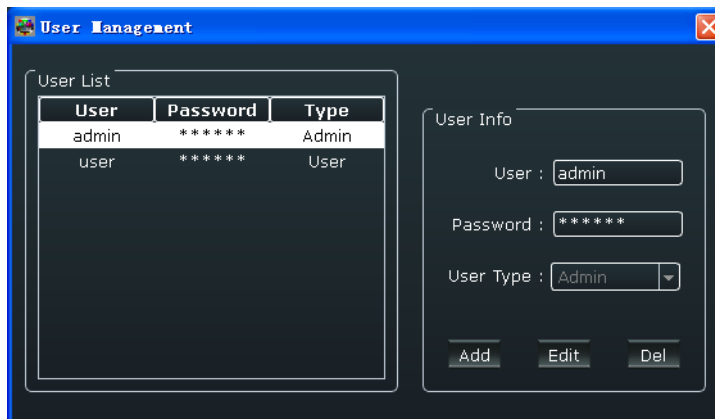 User Management
User List
User Password Type
admin ****** Admin
user ****** User
User Info
User : admin
Password : ******
User Type : Admin
Add Edit Del